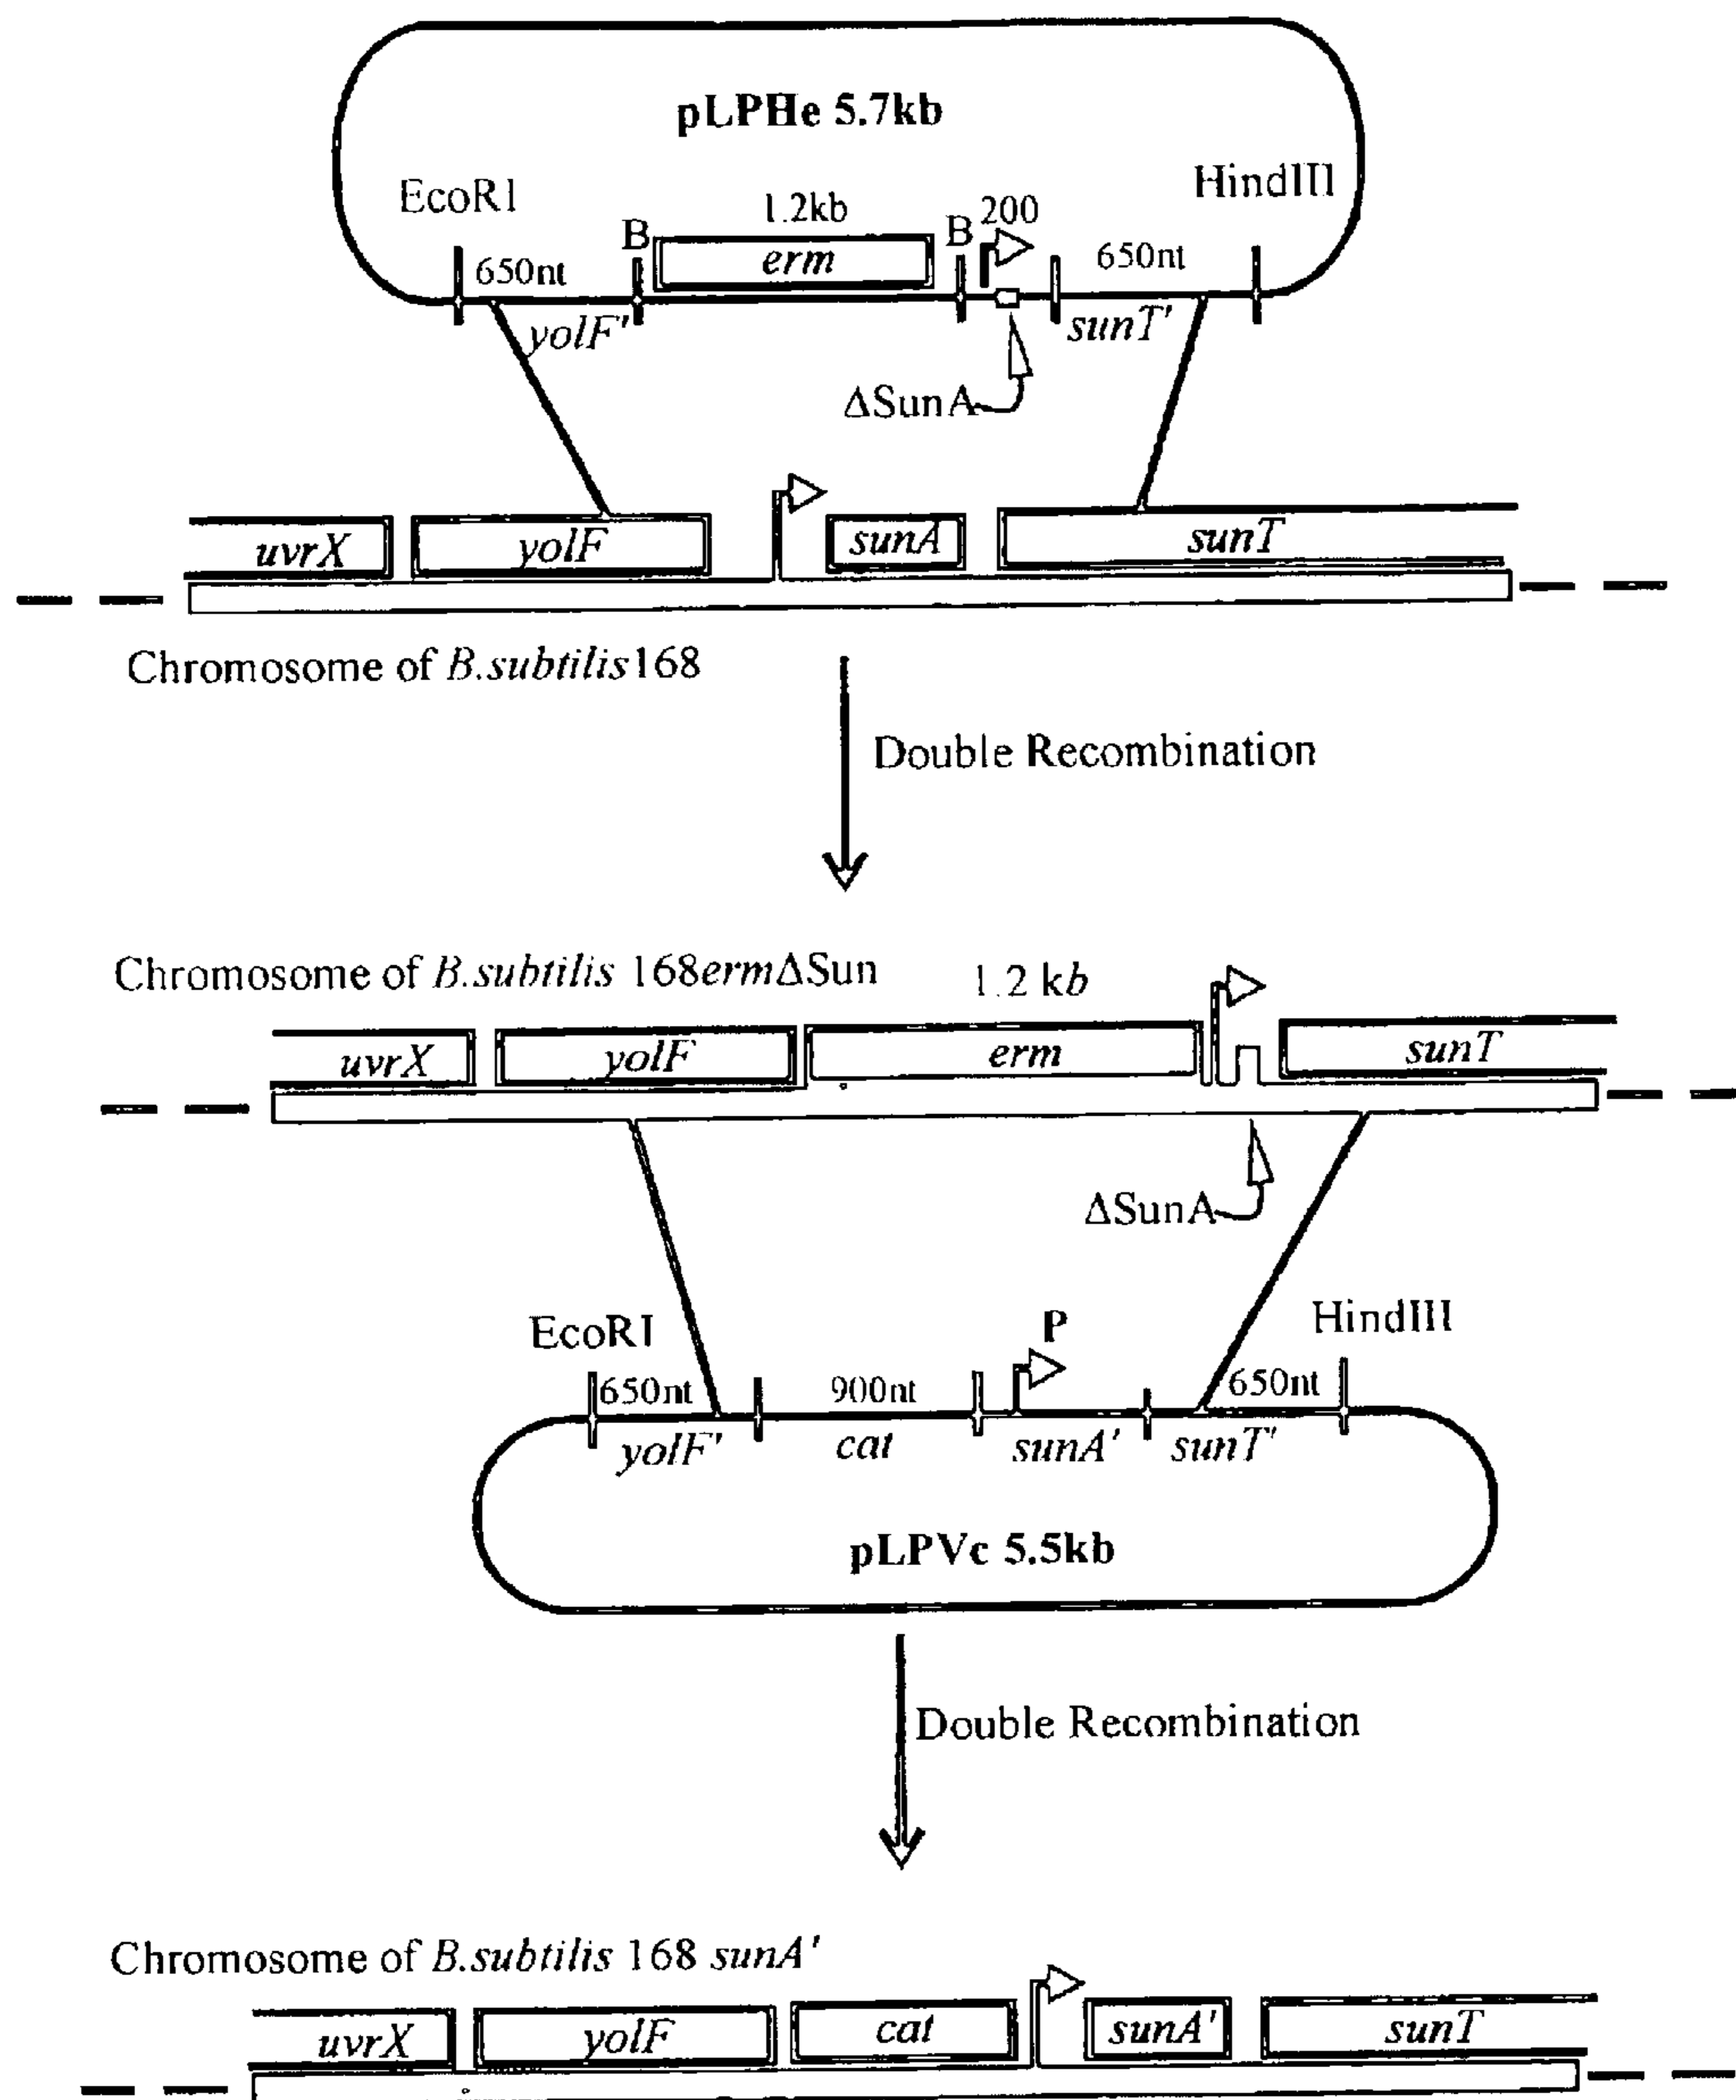 pLPHe 5.7kb
EcoRI
HindIII
B
1.2kb
B
200
650nt
erm
650nt
yolF'
sunT'
ΔSunA
uvrX
yolF
sunA
sunT
Chromosome of B.subtilis168
Double Recombination
Chromosome of B.subtilis 168ermΔSun
1.2 kb
uvrX
yolF
erm
sunT
ΔSunA
EcoRI
P
HindIII
650nt
900nt
650nt
yolF'
cat
sunA'
sunT'
pLPVc 5.5kb
Double Recombination
Chromosome of B.subtilis 168 sunA'
uvrX
yolF
cat
sunA'
sunT